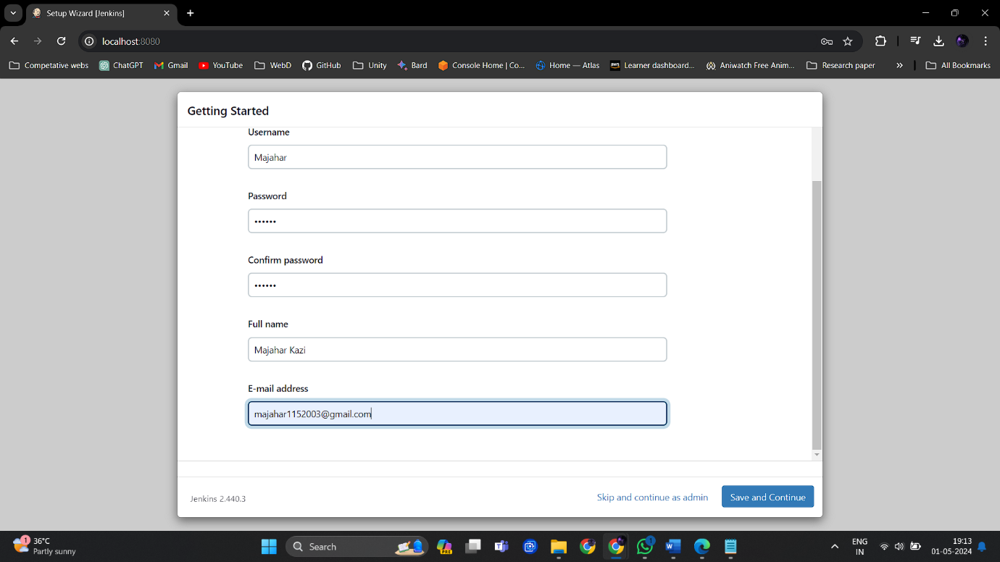 Setup Wizard [Jenkins]
localhost:8080
Competative webs
ChatGPT
Gmail
YouTube
WebD
GitHub
Unity
Bard
Console Home | Co...
Home — Atlas
aws
Learner dashboard...
Aniwatch Free Anim...
Research paper
»
All Bookmarks
Getting Started
Username
Majahar
Password
••••••
Confirm password
••••••
Full name
Majahar Kazi
E-mail address
majahar1152003@gmail.com
Jenkins 2.440.3
Skip and continue as admin
Save and Continue
1
36°C
Partly sunny
Search
PRE
1
ENG
IN
19:13
01-05-2024